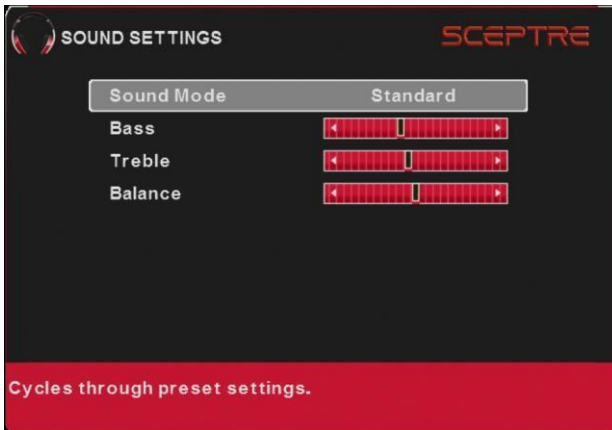 SOUND SETTINGS
SCEPTRE
Sound Mode Standard
Bass
Treble
Balance
Cycles through preset settings.